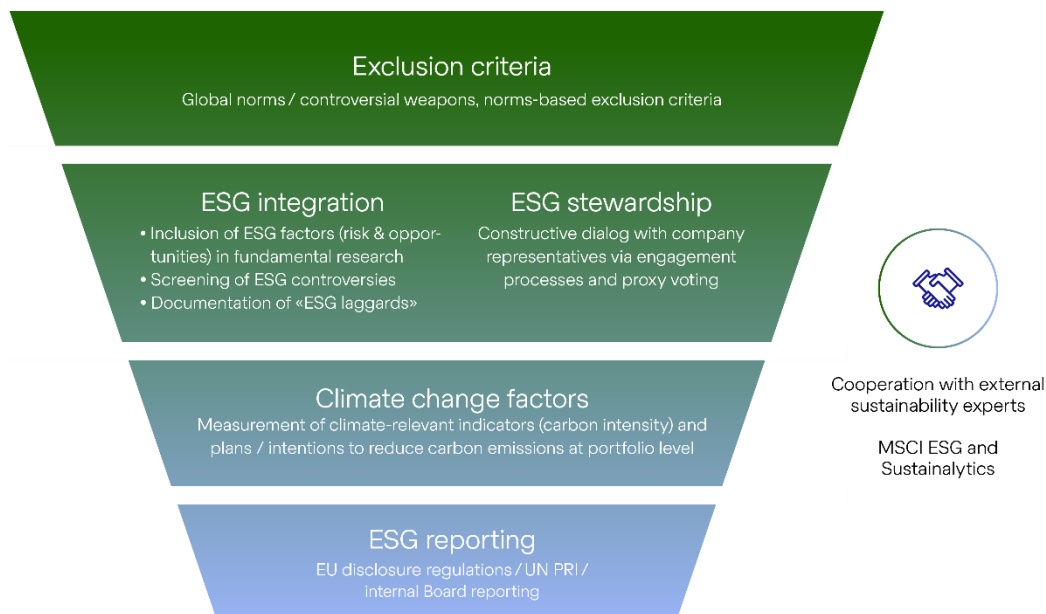 Exclusion criteria
Global norms / controversial weapons, norms-based exclusion criteria
ESG integration
• Inclusion of ESG factors (risk & oppor-
tunities) in fundamental research
• Screening of ESG controversies
• Documentation of «ESG laggards»
ESG stewardship
Constructive dialog with company
representatives via engagement
processes and proxy voting
Climate change factors
Measurement of climate-relevant indicators (carbon intensity) and
plans / intentions to reduce carbon emissions at portfolio level
ESG reporting
EU disclosure regulations / UN PRI /
internal Board reporting
Cooperation with external
sustainability experts
MSCI ESG and
Sustainalytics